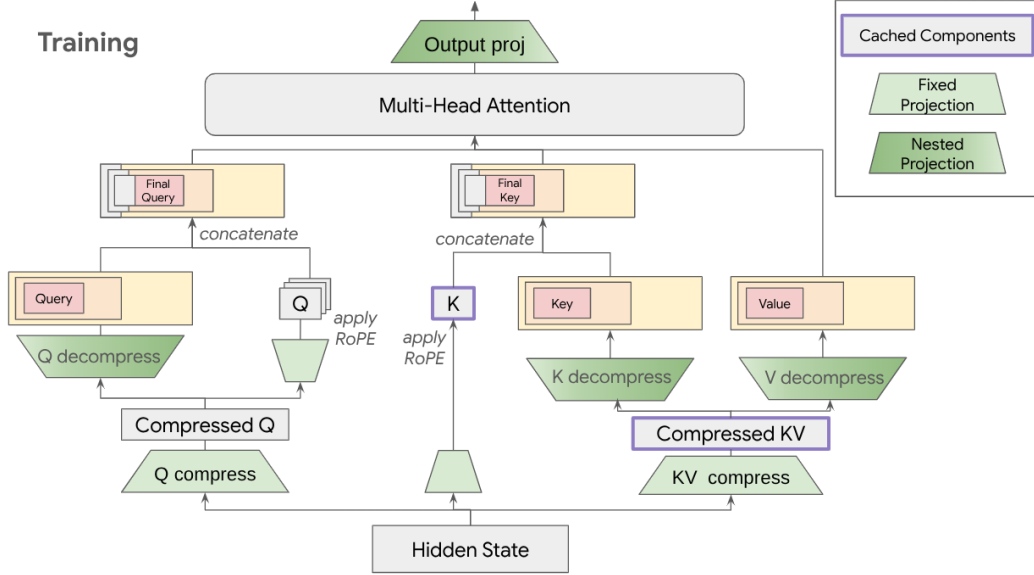 Training
Output proj
Cached Components
Fixed
Projection
Nested
Projection
Multi-Head Attention
Final
Query
Final
Key
concatenate
concatenate
Query
Q
apply
RoPE
K
apply
RoPE
Key
Value
Q decompress
K decompress
V decompress
Compressed Q
Compressed KV
Q compress
KV compress
Hidden State